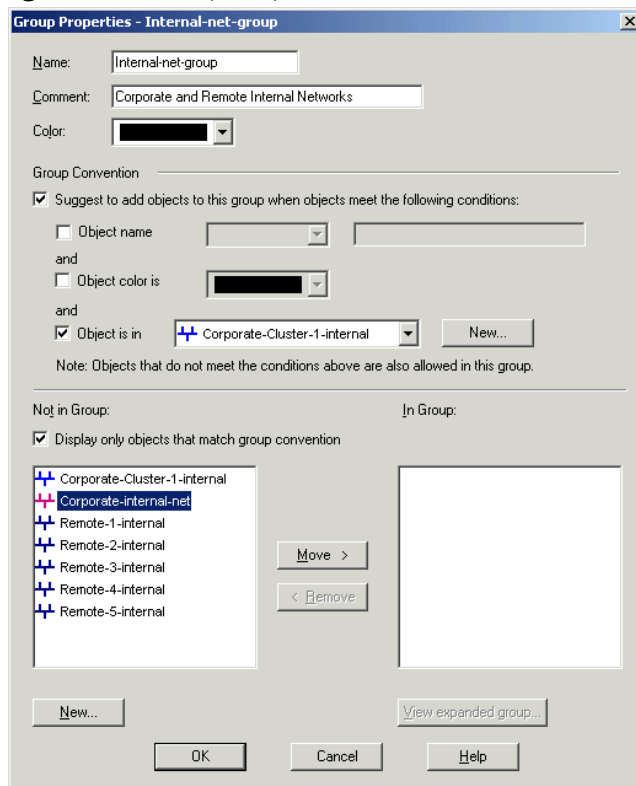 Group Properties - Internal-net-group
Name: Internal-net-group
Comment: Corporate and Remote Internal Networks
Color:
Group Convention
Suggest to add objects to this group when objects meet the following conditions:
Object name
and
Object color is
and
Object is in Corporate-Cluster-1-internal New...
Note: Objects that do not meet the conditions above are also allowed in this group.
Not in Group: In Group:
Display only objects that match group convention
Corporate-Cluster-1-internal
Corporate-internal-net
Remote-1-internal
Remote-2-internal
Remote-3-internal
Remote-4-internal
Remote-5-internal
Move >
< Remove
New... View expanded group...
OK Cancel Help